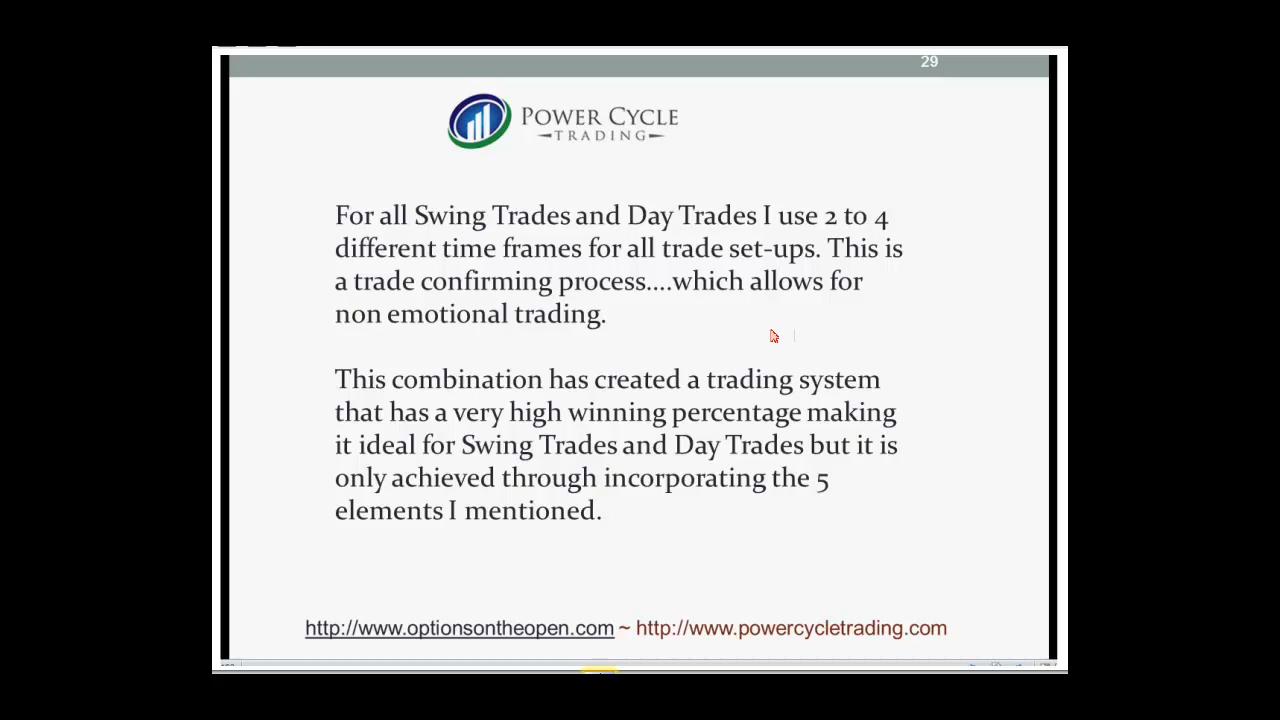 29
POWER CYCLE
TRADING
For all Swing Trades and Day Trades I use 2 to 4
different time frames for all trade set-ups. This is
a trade confirming process....which allows for
non emotional trading.
This combination has created a trading system
that has a very high winning percentage making
it ideal for Swing Trades and Day Trades but it is
only achieved through incorporating the 5
elements I mentioned.
http://www.optionsontheopen.com ~ http://www.powercycletrading.com